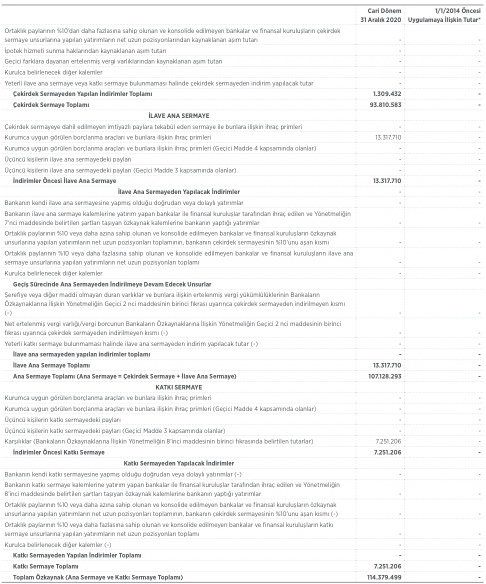 Cari Dönem 1/1/2014 Öncesi
31 Aralık 2020 Uygulamaya İlişkin Tutar*
Ortaklık paylarının %10'dan daha fazlasına sahip olunan ve konsolide edilmeyen bankalar ve finansal kuruluşların çekirdek
sermaye unsurlarına yapılan yatırımların net uzun pozisyonlarından kaynaklanan aşım tutarı - -
İpotek hizmeti sunma haklarından kaynaklanan aşım tutarı - -
Geçici farklara dayanan ertelenmiş vergi varlıklarından kaynaklanan aşım tutarı - -
Kurulca belirlenecek diğer kalemler - -
Yeterli ilave ana sermaye veya katkı sermaye bulunmaması halinde çekirdek sermayeden indirim yapılacak tutar - -
Çekirdek Sermayeden Yapılan İndirimler Toplamı 1.309.432 -
Çekirdek Sermaye Toplamı 93.810.583 -
İLAVE ANA SERMAYE
Çekirdek sermayeye dahil edilmeyen imtiyazlı paylara tekabül eden sermaye ile bunlara ilişkin ihraç primleri - -
Kurumca uygun görülen borçlanma araçları ve bunlara ilişkin ihraç primleri 13.317.710 -
Kurumca uygun görülen borçlanma araçları ve bunlara ilişkin ihraç primleri (Geçici Madde 4 kapsamında olanlar) - -
Üçüncü kişilerin ilave ana sermayedeki payları - -
Üçüncü kişilerin ilave ana sermayedeki payları (Geçici Madde 3 kapsamında olanlar) - -
İndirimler Öncesi İlave Ana Sermaye 13.317.710 -
İlave Ana Sermayeden Yapılacak İndirimler
Bankanın kendi ilave ana sermayesine yapmış olduğu doğrudan veya dolaylı yatırımlar - -
Bankanın ilave ana sermaye kalemlerine yatırım yapan bankalar ile finansal kuruluşlar tarafından ihraç edilen ve Yönetmeliğin
7'nci maddesinde belirtilen şartları taşıyan özkaynak kalemlerine bankanın yaptığı yatırımlar - -
Ortaklık paylarının %10 veya daha azına sahip olunan ve konsolide edilmeyen bankalar ve finansal kuruluşların özkaynak
unsurlarına yapılan yatırımların net uzun pozisyonları toplamının, bankanın çekirdek sermayesinin %10'unu aşan kısmı - -
Ortaklık paylarının %10 veya daha fazlasına sahip olunan ve konsolide edilmeyen bankalar ve finansal kuruluşların ilave ana
sermaye unsurlarına yapılan yatırımların net uzun pozisyonları toplamı - -
Kurulca belirlenecek diğer kalemler - -
Geçiş Sürecinde Ana Sermayeden İndirilmeye Devam Edecek Unsurlar
Şerefiye veya diğer maddi olmayan duran varlıklar ve bunlara ilişkin ertelenmiş vergi yükümlülüklerinin Bankaların
Özkaynaklarına İlişkin Yönetmeliğin Geçici 2 nci maddesinin birinci fıkrası uyarınca çekirdek sermayeden indirilmeyen kısmı
(-) - -
Net ertelenmiş vergi varlığı/vergi borcunun Bankaların Özkaynaklarına İlişkin Yönetmeliğin Geçici 2 nci maddesinin birinci
fıkrası uyarınca çekirdek sermayeden indirilmeyen kısmı (-) - -
Yeterli katkı sermaye bulunmaması halinde ilave ana sermayeden indirim yapılacak tutar (-) - -
İlave ana sermayeden yapılan indirimler toplamı - -
İlave Ana Sermaye Toplamı 13.317.710 -
Ana Sermaye Toplamı (Ana Sermaye = Çekirdek Sermaye + İlave Ana Sermaye) 107.128.293 -
KATKI SERMAYE
Kurumca uygun görülen borçlanma araçları ve bunlara ilişkin ihraç primleri - -
Kurumca uygun görülen borçlanma araçları ve bunlara ilişkin ihraç primleri (Geçici Madde 4 kapsamında olanlar) - -
Üçüncü kişilerin katkı sermayedeki payları - -
Üçüncü kişilerin katkı sermayedeki payları (Geçici Madde 3 kapsamında olanlar) - -
Karşılıklar (Bankaların Özkaynaklarına İlişkin Yönetmeliğin 8'inci maddesinin birinci fıkrasında belirtilen tutarlar) 7.251.206 -
İndirimler Öncesi Katkı Sermaye 7.251.206 -
Katkı Sermayeden Yapılacak İndirimler
Bankanın kendi katkı sermayesine yapmış olduğu doğrudan veya dolaylı yatırımlar (-) - -
Bankanın katkı sermaye kalemlerine yatırım yapan bankalar ile finansal kuruluşlar tarafından ihraç edilen ve Yönetmeliğin
8'inci maddesinde belirtilen şartları taşıyan özkaynak kalemlerine bankanın yaptığı yatırımlar - -
Ortaklık paylarının %10 veya daha azına sahip olunan ve konsolide edilmeyen bankalar ve finansal kuruluşların özkaynak
unsurlarına yapılan yatırımların net uzun pozisyonları toplamının, bankanın çekirdek sermayesinin %10'unu aşan kısmı (-) - -
Ortaklık paylarının %10 veya daha fazlasına sahip olunan ve konsolide edilmeyen bankalar ve finansal kuruluşların katkı
sermaye unsurlarına yapılan yatırımların net uzun pozisyonları toplamı - -
Kurulca belirlenecek diğer kalemler (-) - -
Katkı Sermayeden Yapılan İndirimler Toplamı - -
Katkı Sermaye Toplamı 7.251.206 -
Toplam Özkaynak (Ana Sermaye ve Katkı Sermaye Toplamı) 114.379.499 -